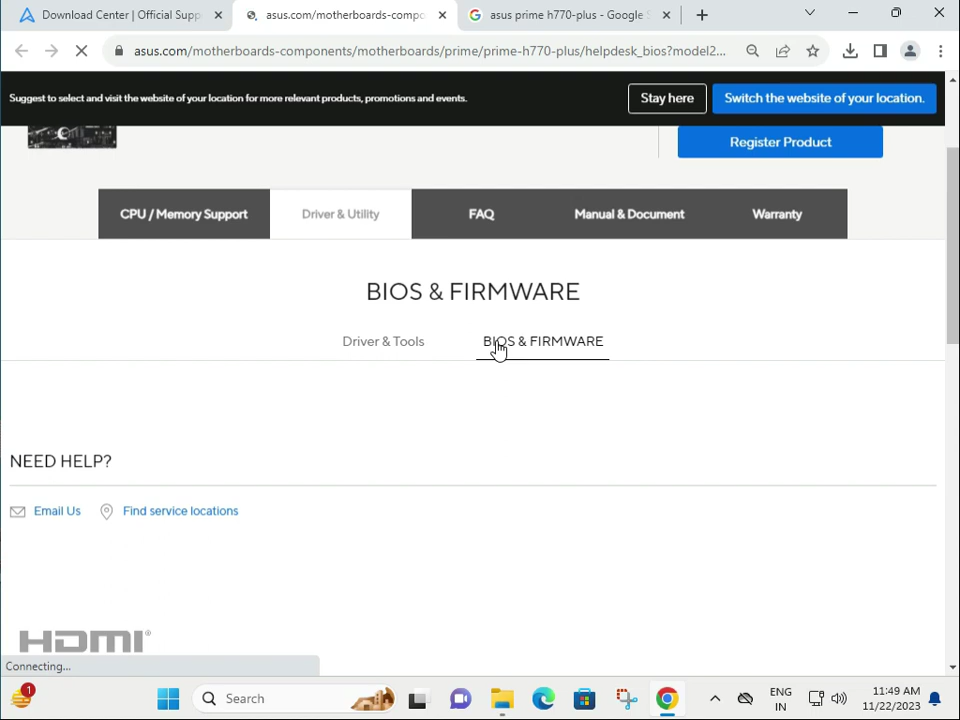 Download Center | Official Supp
asus.com/motherboards-compo
asus prime h770-plus - Google S
asus.com/motherboards-components/motherboards/prime/prime-h770-plus/helpdesk_bios?model2...
Suggest to select and visit the website of your location for more relevant products, promotions and events.
Stay here
Switch the website of your location.
Register Product
CPU / Memory Support
Driver & Utility
FAQ
Manual & Document
Warranty
BIOS & FIRMWARE
Driver & Tools
BIOS & FIRMWARE
NEED HELP?
Email Us
Find service locations
HDMI®
Connecting...
1
Search
ENG
IN
11:49 AM
11/22/2023